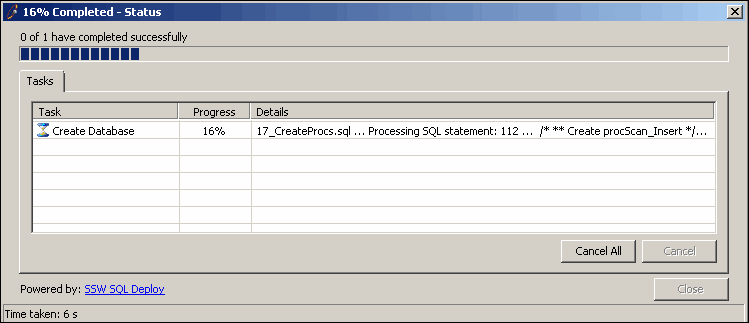 16% Completed - Status
0 of 1 have completed successfully
Tasks
Task Progress Details
Create Database 16% 17_CreateProcs.sql ... Processing SQL statement: 112 ... /* ** Create procScan_Insert */...
Cancel All Cancel
Powered by: SSW SQL Deploy Close
Time taken: 6 s